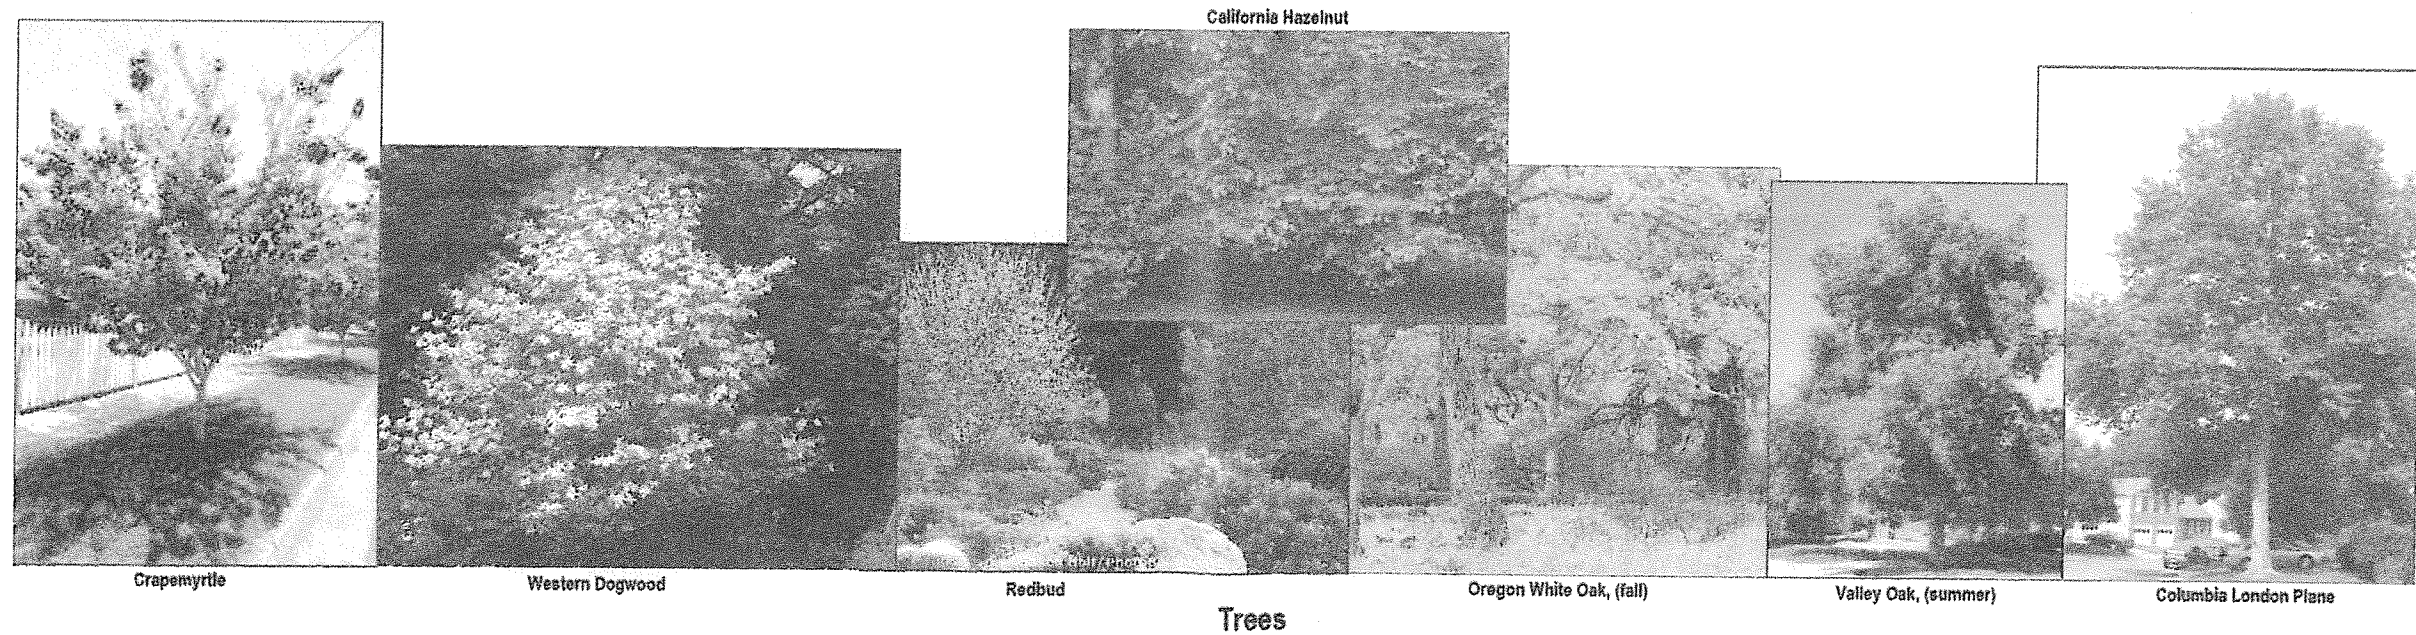 California Hazelnut
Crapemyrtle
Western Dogwood
Redbud
Oregon White Oak, (fall)
Valley Oak, (summer)
Columbia London Plane
Trees